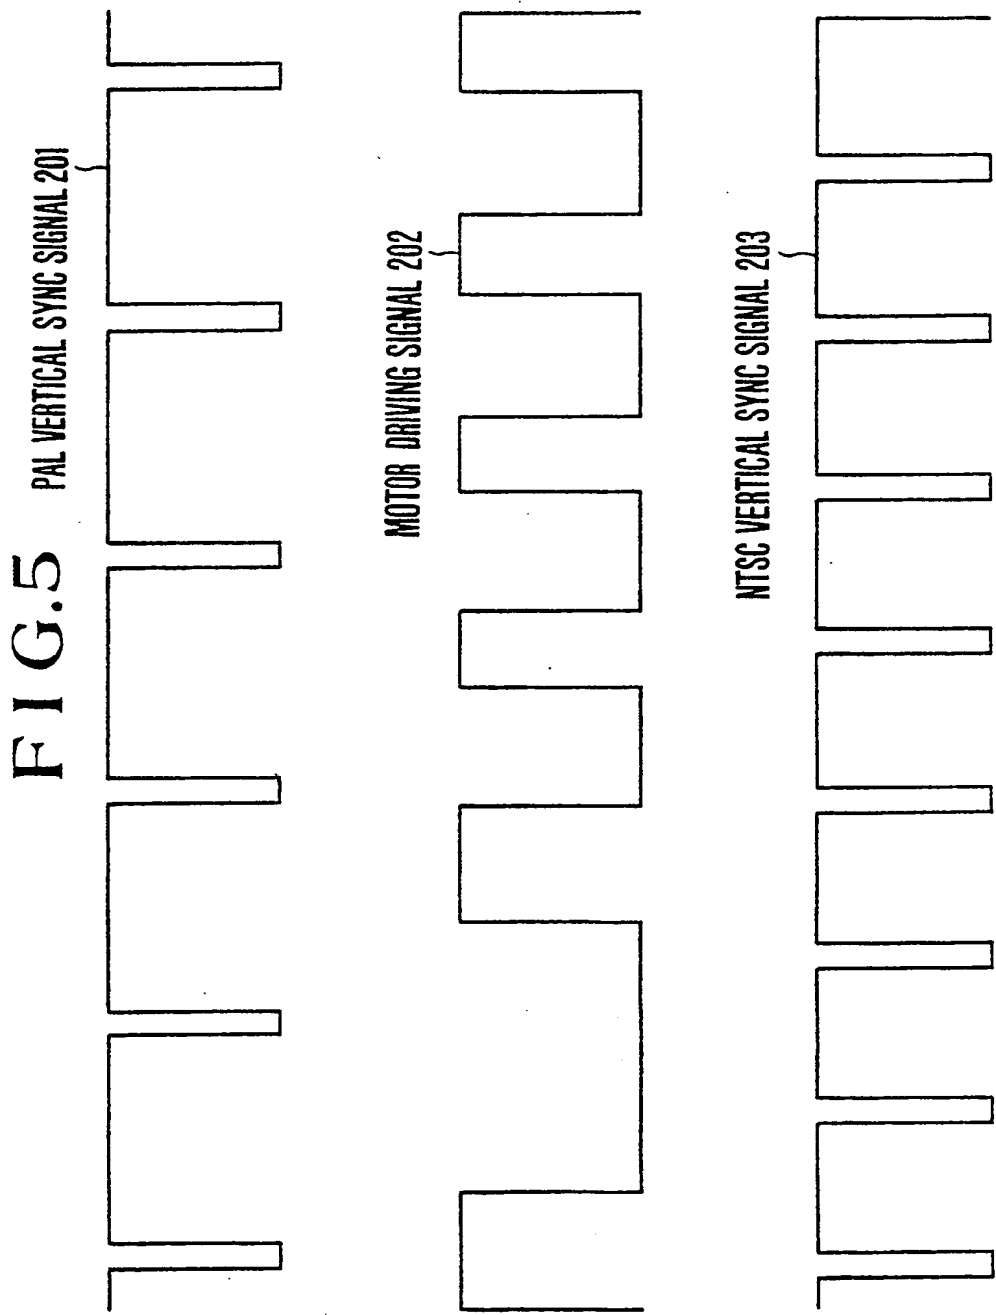 FIG.5
PAL VERTICAL SYNC SIGNAL 201
MOTOR DRIVING SIGNAL 202
NTSC VERTICAL SYNC SIGNAL 203